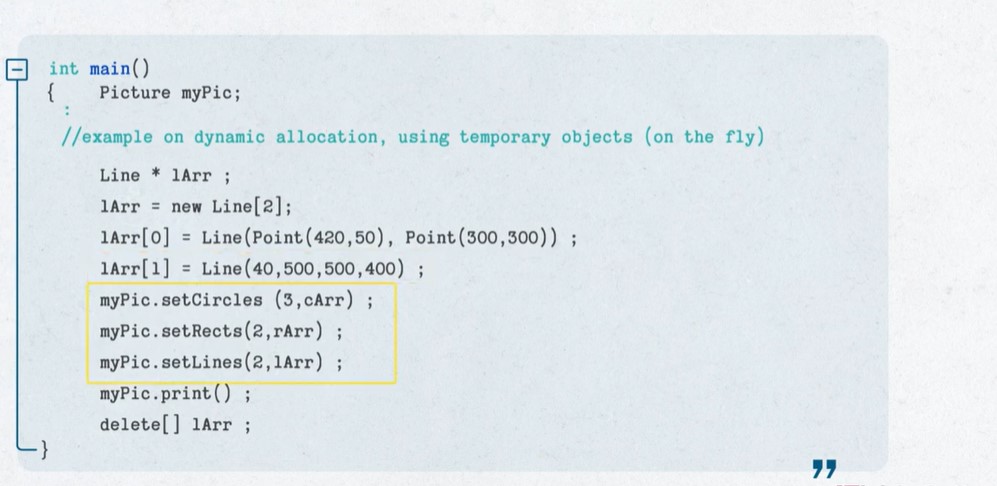 int main()
{ Picture myPic;
:
//example on dynamic allocation, using temporary objects (on the fly)
Line * lArr ;
lArr = new Line[2];
lArr[0] = Line(Point(420,50), Point(300,300)) ;
lArr[1] = Line(40,500,500,400) ;
myPic.setCircles (3,cArr) ;
myPic.setRects(2,rArr) ;
myPic.setLines(2,lArr) ;
myPic.print() ;
delete[] lArr ;
}
”